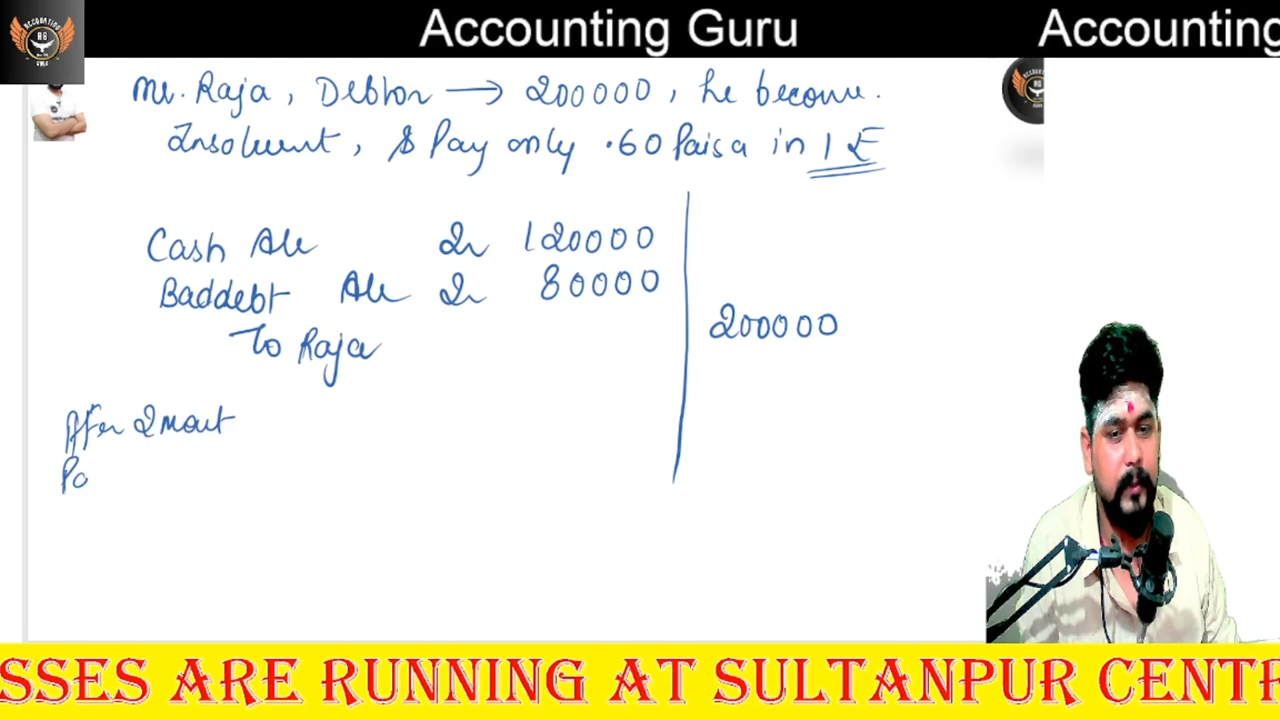 Accounting Guru
Accounting
Mr. Raja, Debtor → 200000, he become
Insolvent, & Pay only .60 Paisa in 1 ₹
Cash A/c Dr 120000
Baddebt A/c Dr 80000
To Raja 200000
After 2 mont
Pa
SSES ARE RUNNING AT SULTANPUR CENTR